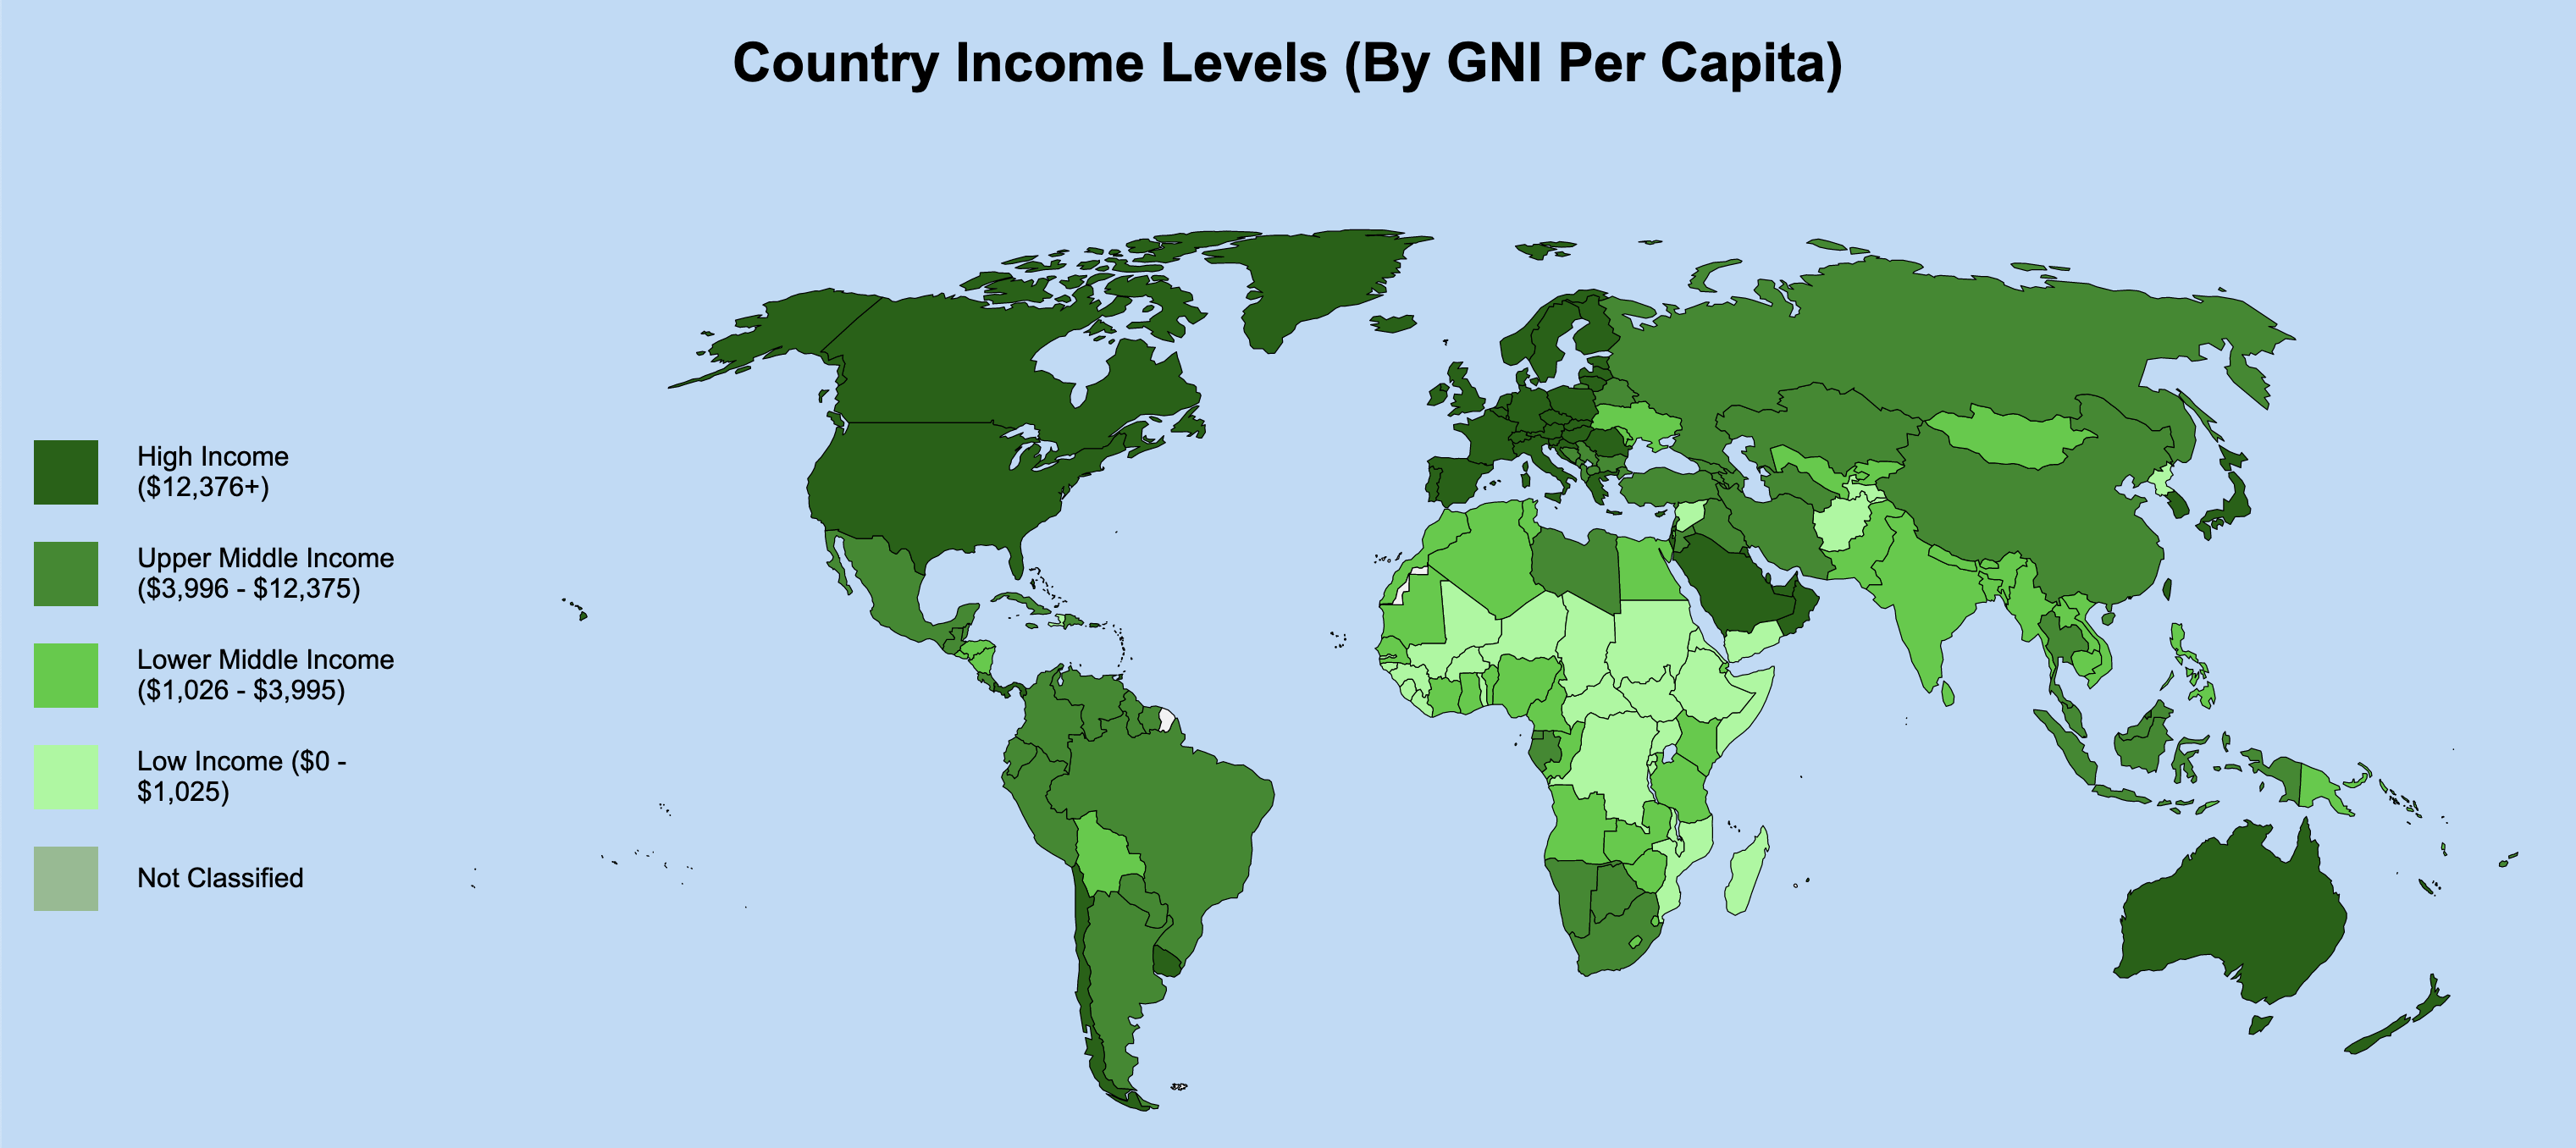 Country Income Levels (By GNI Per Capita)
High Income
($12,376+)
Upper Middle Income
($3,996 - $12,375)
Lower Middle Income
($1,026 - $3,995)
Low Income ($0 -
$1,025)
Not Classified